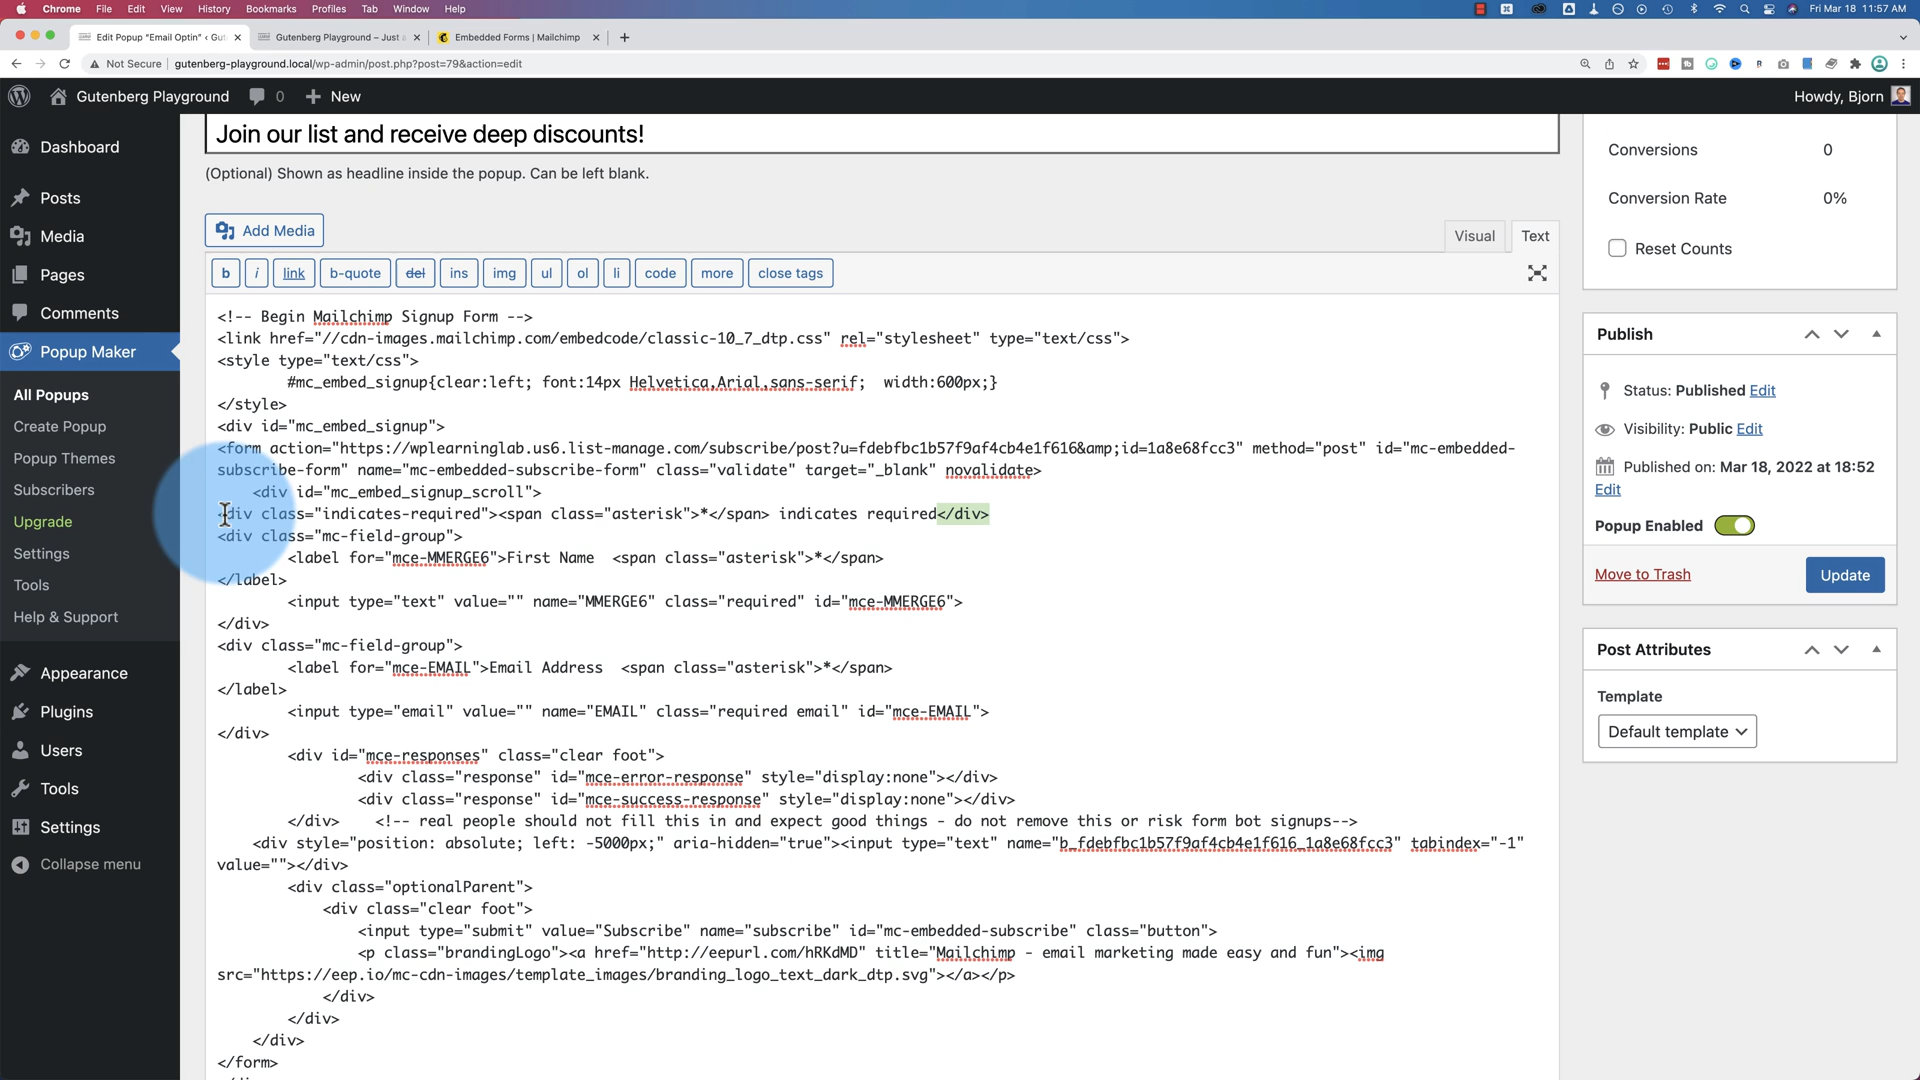 Chrome File Edit View History Bookmarks Profiles Tab Window Help Fri Mar 18 11:57 AM
Edit Popup “Email Optin” ‹ Gut Gutenberg Playground – Just a Embedded Forms | Mailchimp
Not Secure gutenberg-playground.local/wp-admin/post.php?post=79&action=edit
Gutenberg Playground 0 New Howdy, Bjorn
Dashboard
Posts
Media
Pages
Comments
Popup Maker
All Popups
Create Popup
Popup Themes
Subscribers
Upgrade
Settings
Tools
Help & Support
Appearance
Plugins
Users
Tools
Settings
Collapse menu
Join our list and receive deep discounts!
(Optional) Shown as headline inside the popup. Can be left blank.
Add Media
Visual Text
b i link b-quote del ins img ul ol li code more close tags
<!-- Begin Mailchimp Signup Form -->
<link href="//cdn-images.mailchimp.com/embedcode/classic-10_7_dtp.css" rel="stylesheet" type="text/css">
<style type="text/css">
#mc_embed_signup{clear:left; font:14px Helvetica,Arial,sans-serif;  width:600px;}
</style>
<div id="mc_embed_signup">
<form action="https://wplearninglab.us6.list-manage.com/subscribe/post?u=fdebfbc1b57f9af4cb4e1f616&amp;id=1a8e68fcc3" method="post" id="mc-embedded-
subscribe-form" name="mc-embedded-subscribe-form" class="validate" target="_blank" novalidate>
<div id="mc_embed_signup_scroll">
<div class="indicates-required"><span class="asterisk">*</span> indicates required</div>
<div class="mc-field-group">
<label for="mce-MMERGE6">First Name  <span class="asterisk">*</span>
</label>
<input type="text" value="" name="MMERGE6" class="required" id="mce-MMERGE6">
</div>
<div class="mc-field-group">
<label for="mce-EMAIL">Email Address  <span class="asterisk">*</span>
</label>
<input type="email" value="" name="EMAIL" class="required email" id="mce-EMAIL">
</div>
<div id="mce-responses" class="clear foot">
<div class="response" id="mce-error-response" style="display:none"></div>
<div class="response" id="mce-success-response" style="display:none"></div>
</div>    <!-- real people should not fill this in and expect good things - do not remove this or risk form bot signups-->
<div style="position: absolute; left: -5000px;" aria-hidden="true"><input type="text" name="b_fdebfbc1b57f9af4cb4e1f616_1a8e68fcc3" tabindex="-1"
value=""></div>
<div class="optionalParent">
<div class="clear foot">
<input type="submit" value="Subscribe" name="subscribe" id="mc-embedded-subscribe" class="button">
<p class="brandingLogo"><a href="http://eepurl.com/hRKdMD" title="Mailchimp - email marketing made easy and fun"><img
src="https://eep.io/mc-cdn-images/template_images/branding_logo_text_dark_dtp.svg"></a></p>
</div>
</div>
</div>
</form>
Conversions 0
Conversion Rate 0%
Reset Counts
Publish
Status: Published Edit
Visibility: Public Edit
Published on: Mar 18, 2022 at 18:52
Edit
Popup Enabled
Move to Trash Update
Post Attributes
Template
Default template